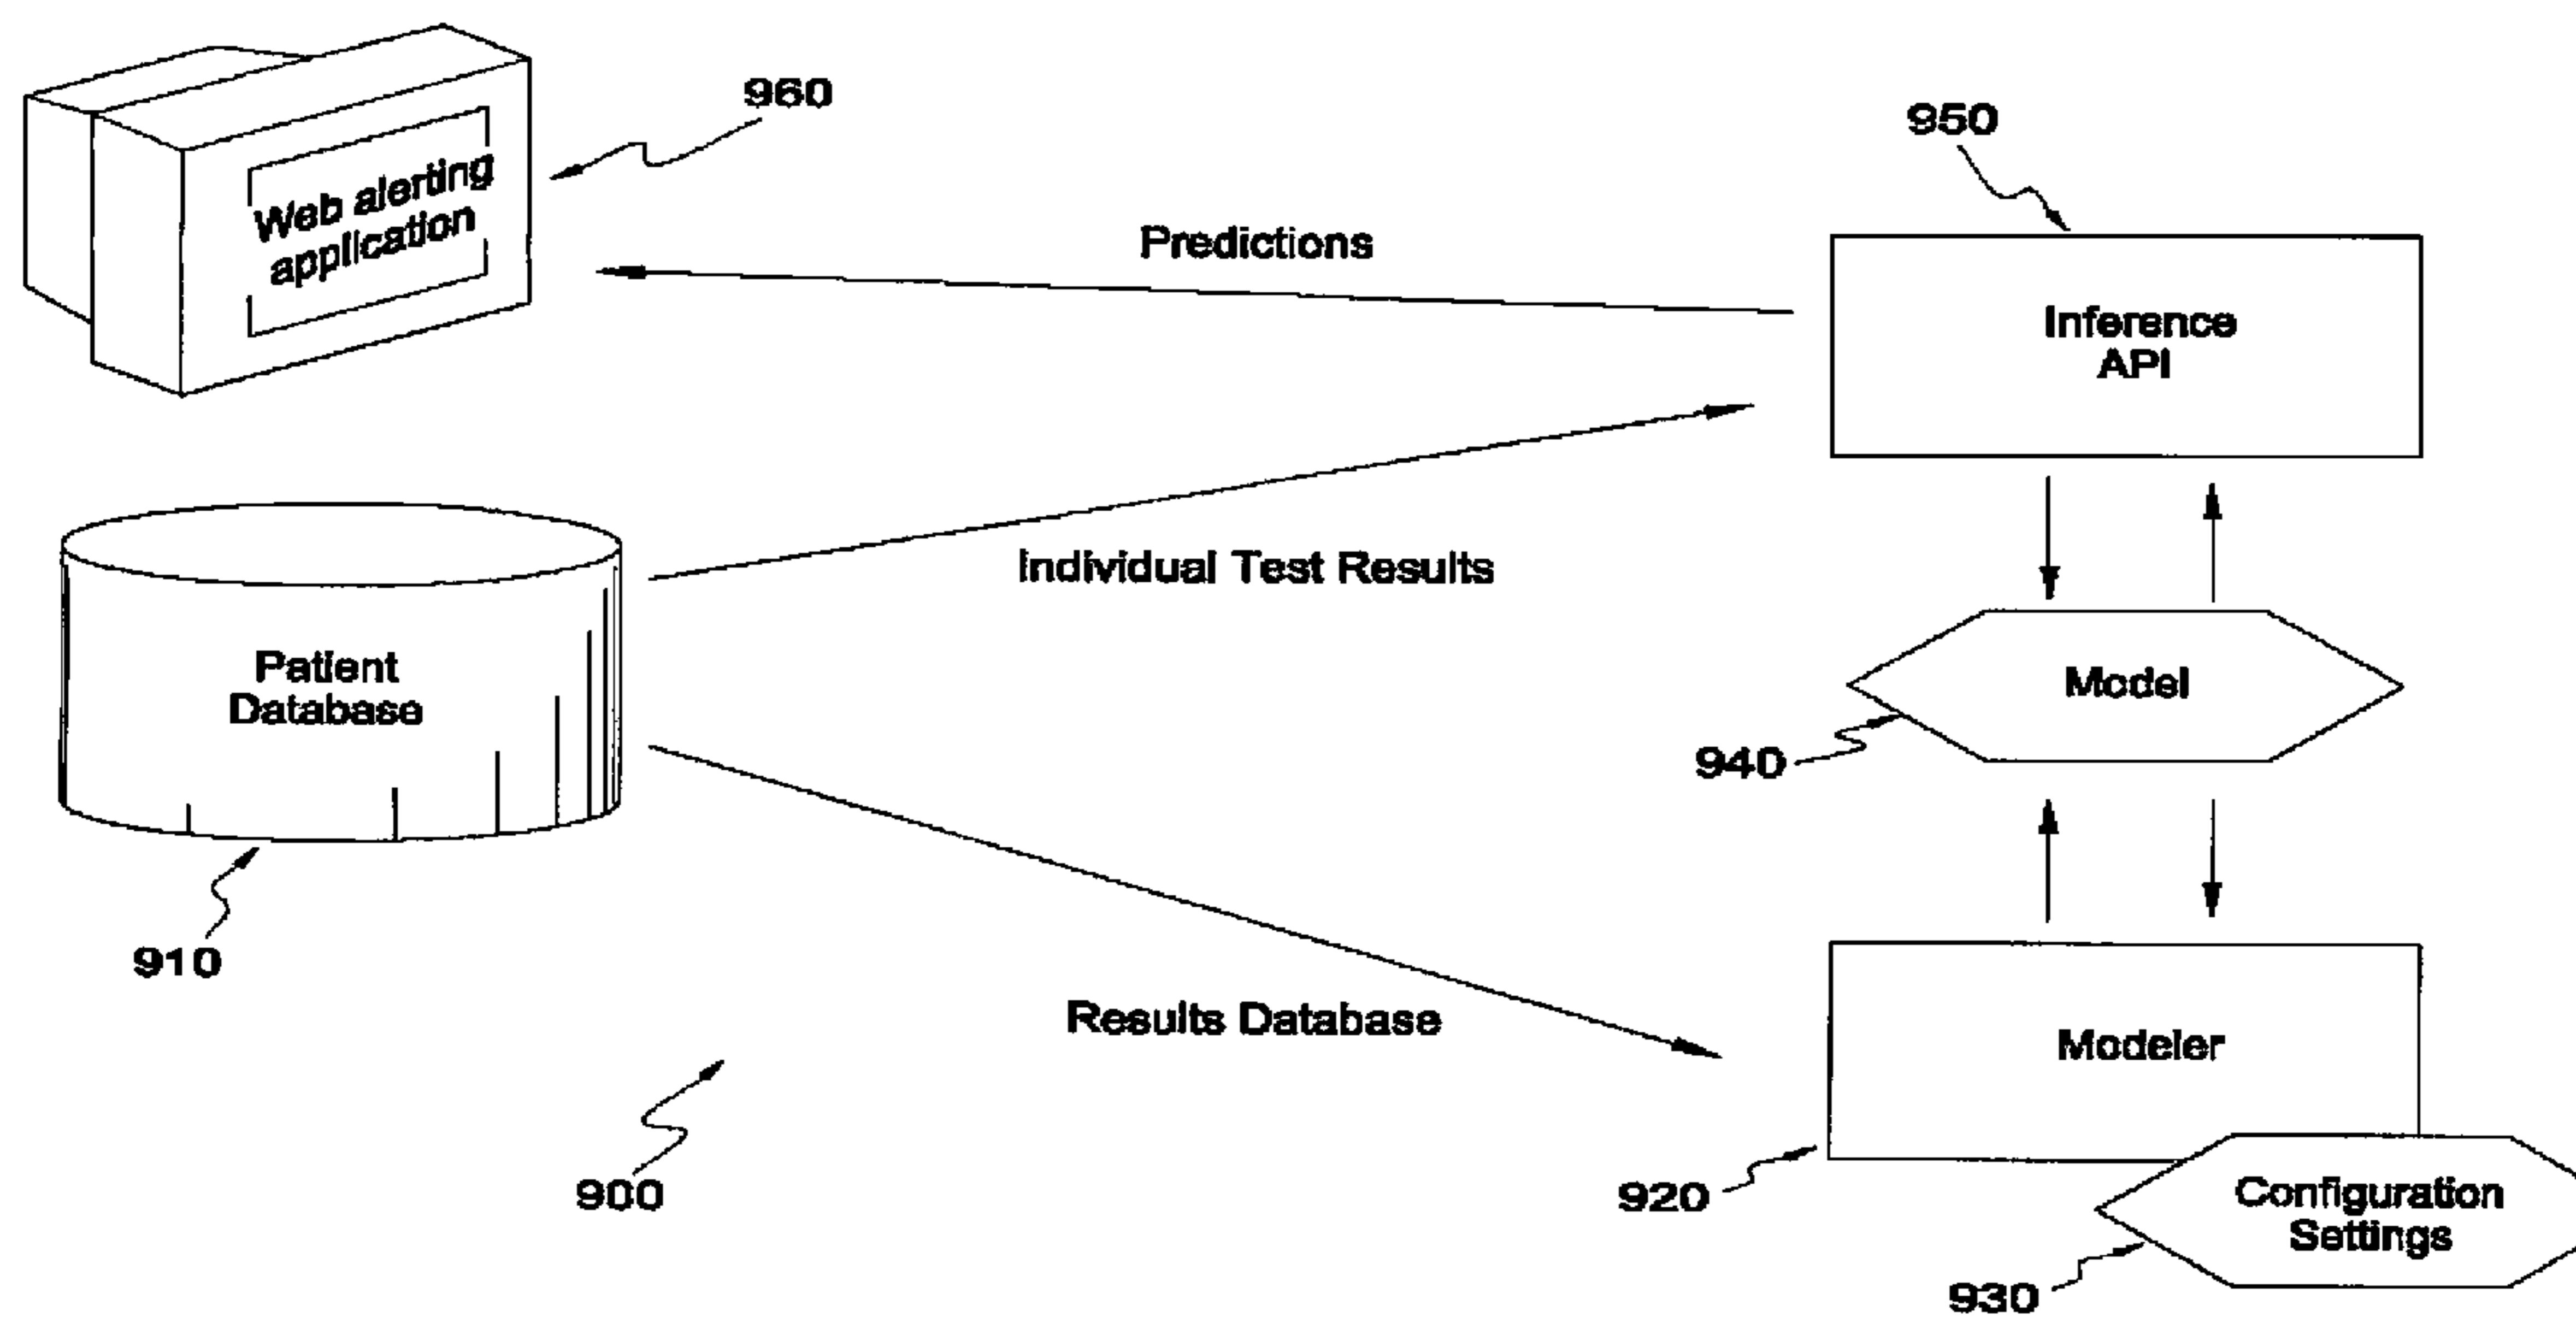 960
950
Web alerting
application
Predictions
Inference
API
Individual Test Results
Patient
Database
Model
940
910
Results Database
Modeler
900
920
Configuration
Settings
930